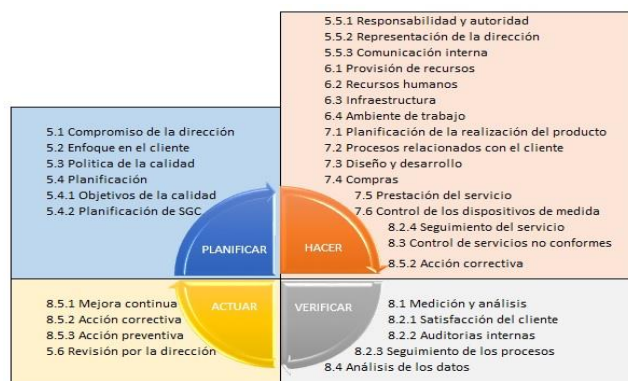 5.5.1 Responsabilidad y autoridad
5.5.2 Representación de la dirección
5.5.3 Comunicación interna
6.1 Provisión de recursos
6.2 Recursos humanos
6.3 Infraestructura
6.4 Ambiente de trabajo
7.1 Planificación de la realización del producto
7.2 Procesos relacionados con el cliente
7.3 Diseño y desarrollo
7.4 Compras
7.5 Prestación del servicio
7.6 Control de los dispositivos de medida
8.2.4 Seguimiento del servicio
8.3 Control de servicios no conformes
8.5.2 Acción correctiva
HACER
5.1 Compromiso de la dirección
5.2 Enfoque en el cliente
5.3 Politica de la calidad
5.4 Planificación
5.4.1 Objetivos de la calidad
5.4.2 Planificación de SGC
PLANIFICAR
8.5.1 Mejora continua
8.5.2 Acción correctiva
8.5.3 Acción preventiva
5.6 Revisión por la dirección
ACTUAR
VERIFICAR
8.1 Medición y análisis
8.2.1 Satisfacción del cliente
8.2.2 Auditorias internas
8.2.3 Seguimiento de los procesos
8.4 Análisis de los datos